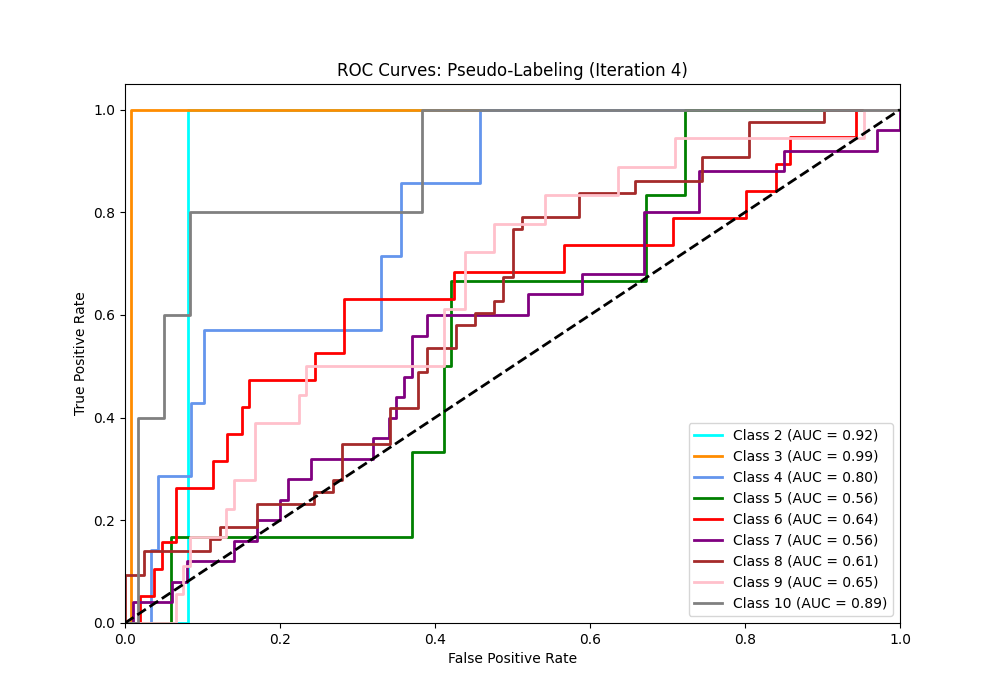 ROC Curves: Pseudo-Labeling (Iteration 4)
True Positive Rate
1.0
0.8
0.6
0.4
0.2
0.0
0.0 0.2 0.4 0.6 0.8 1.0
False Positive Rate
Class 2 (AUC = 0.92)
Class 3 (AUC = 0.99)
Class 4 (AUC = 0.80)
Class 5 (AUC = 0.56)
Class 6 (AUC = 0.64)
Class 7 (AUC = 0.56)
Class 8 (AUC = 0.61)
Class 9 (AUC = 0.65)
Class 10 (AUC = 0.89)